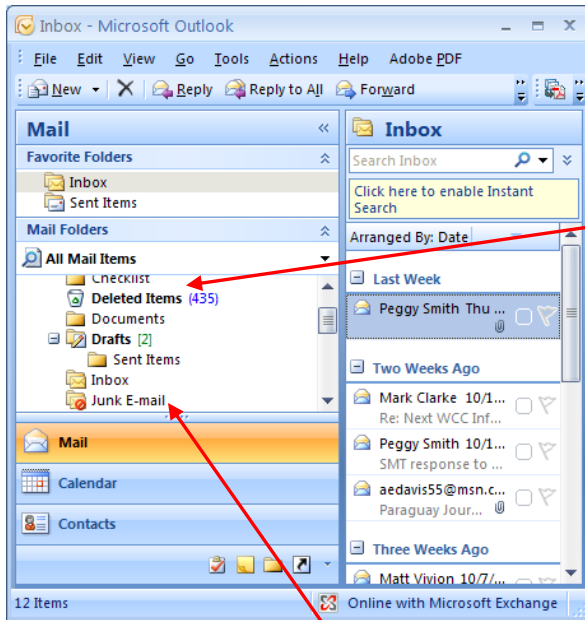 Inbox - Microsoft Outlook
File Edit View Go Tools Actions Help Adobe PDF
New Reply Reply to All Forward
Mail
Favorite Folders
Inbox
Sent Items
Mail Folders
All Mail Items
Checklist
Deleted Items (435)
Documents
Drafts [2]
Sent Items
Inbox
Junk E-mail
Mail
Calendar
Contacts
Inbox
Search Inbox
Click here to enable Instant
Search
Arranged By: Date
Last Week
Peggy Smith Thu ...
Two Weeks Ago
Mark Clarke 10/1...
Re: Next WCC Inf...
Peggy Smith 10/1...
SMT response to ...
aedavis55@msn.c...
Paraguay Jour...
Three Weeks Ago
Matt Vivion 10/7/...
12 Items
Online with Microsoft Exchange